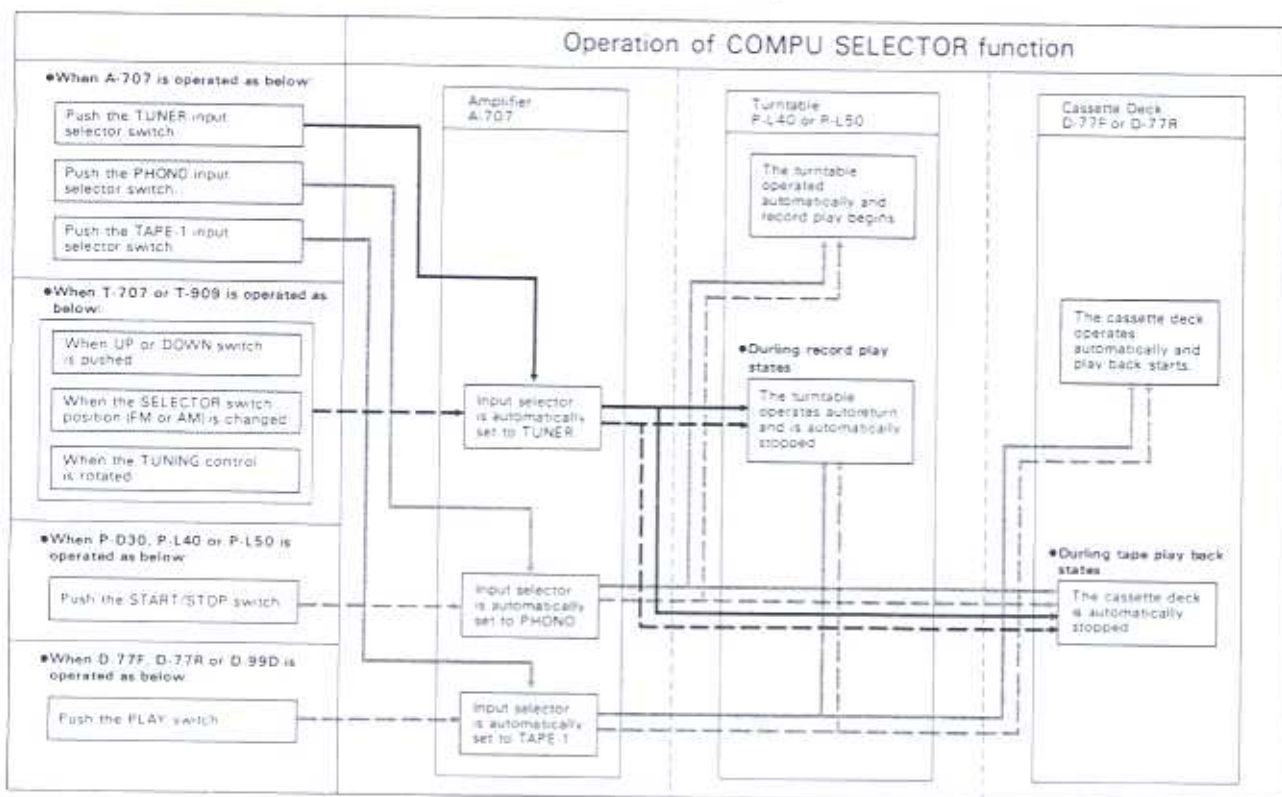 Operation of COMPU SELECTOR function
●When A-707 is operated as below:
Push the TUNER input
selector switch
Push the PHONO input
selector switch
Push the TAPE-1 input
selector switch
●When T-707 or T-909 is operated as
below:
When UP or DOWN switch
is pushed
When the SELECTOR switch
position (FM or AM) is changed
When the TUNING control
is rotated
●When P-D30, P-L40 or P-L50 is
operated as below
Push the START/STOP switch
●When D-77F, D-77R or D-99D is
operated as below
Push the PLAY switch
Amplifier
A-707
Input selector
is automatically
set to TUNER
Input selector
is automatically
set to PHONO
Input selector
is automatically
set to TAPE-1
Turntable
P-L40 or P-L50
The turntable
operated
automatically and
record play begins
●Durling record play
states
The turntable
operates autoreturn
and is automatically
stopped
Cassette Deck
D-77F or D-77R
The cassette deck
operates
automatically and
play back starts.
●Durling tape play back
states
The cassette deck
is automatically
stopped